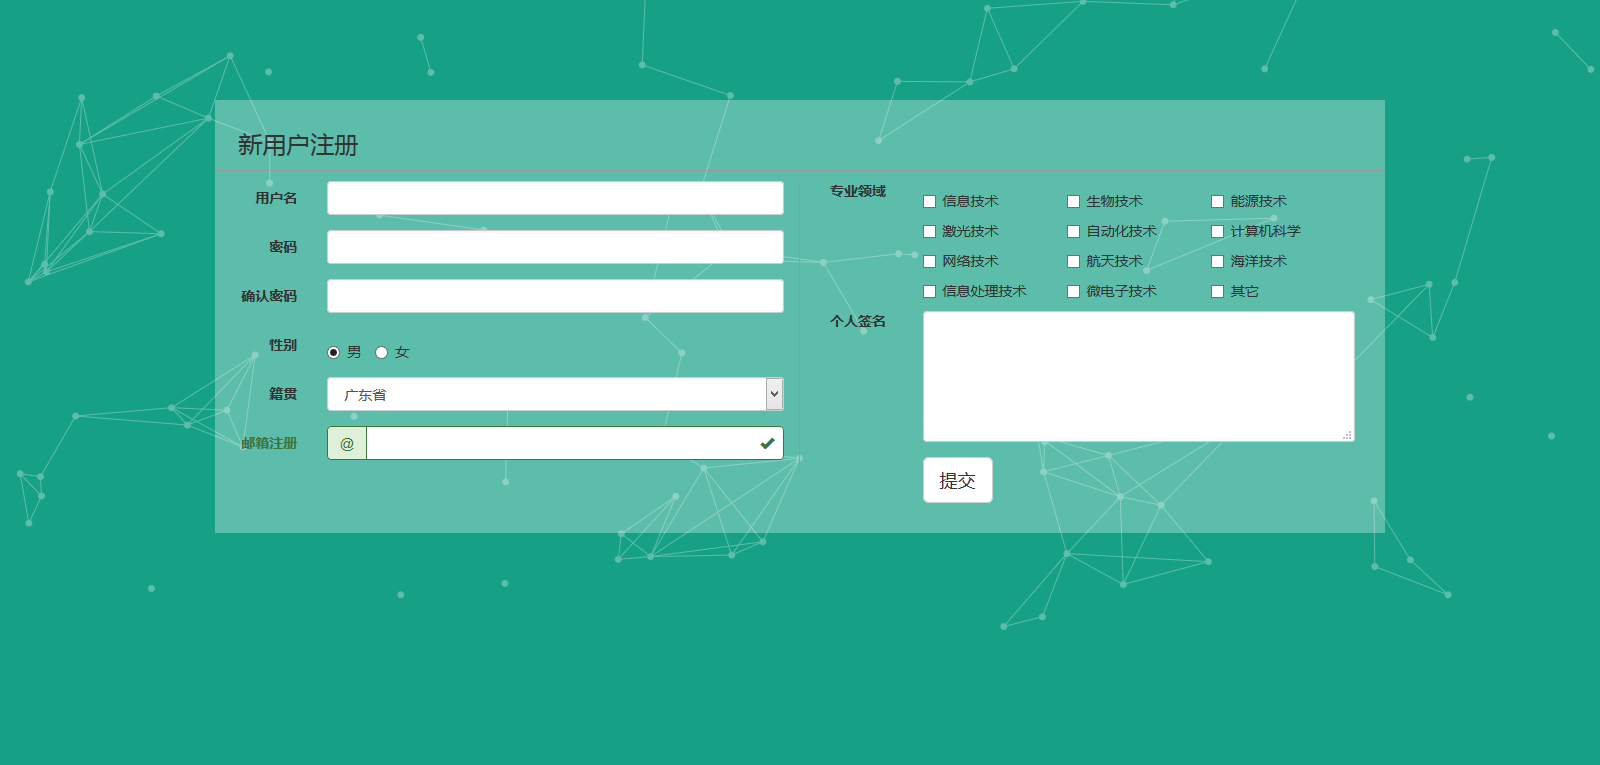 新用户注册
用户名
密码
确认密码
性别
男 女
籍贯
广东省
邮箱注册
@
专业领域
信息技术 生物技术 能源技术
激光技术 自动化技术 计算机科学
网络技术 航天技术 海洋技术
信息处理技术 微电子技术 其它
个人签名
提交